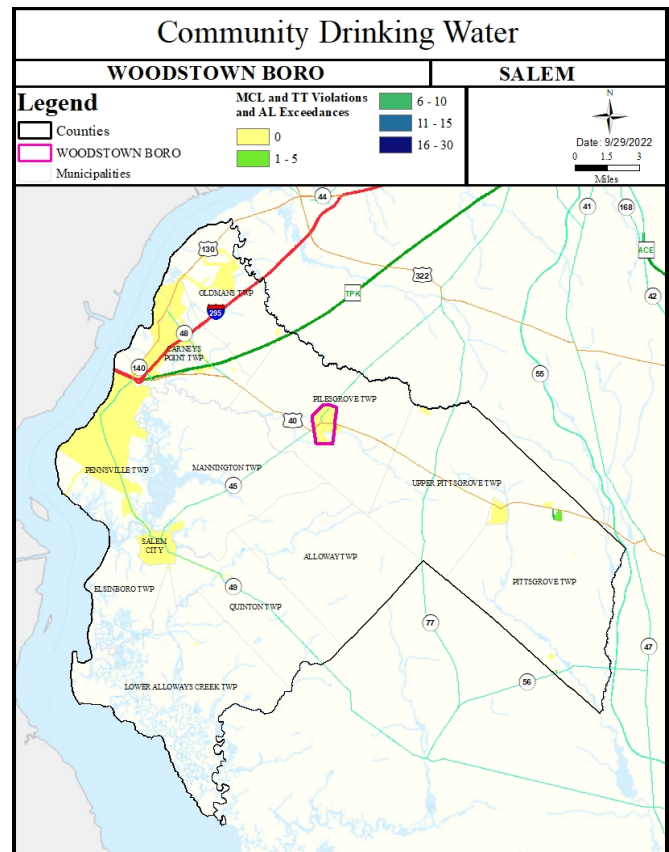 Community Drinking Water
WOODSTOWN BORO
SALEM
Legend
Counties
WOODSTOWN BORO
Municipalities
MCL and TT Violations
and AL Exceedances
0
1 - 5
6 - 10
11 - 15
16 - 30
N
Date: 9/29/2022
0 1.5 3
Miles
44
41
168
130
ACE
322
OLDMANS TWP
TPK
42
295
48
CARNEYS
POINT TWP
140
55
PILESGROVE TWP
40
PENNSVILLE TWP
MANNINGTON TWP
45
UPPER PITTSGROVE TWP
SALEM
CITY
ALLOWAY TWP
ELSINBORO TWP
49
PITTSGROVE TWP
QUINTON TWP
77
47
56
LOWER ALLOWAYS CREEK TWP